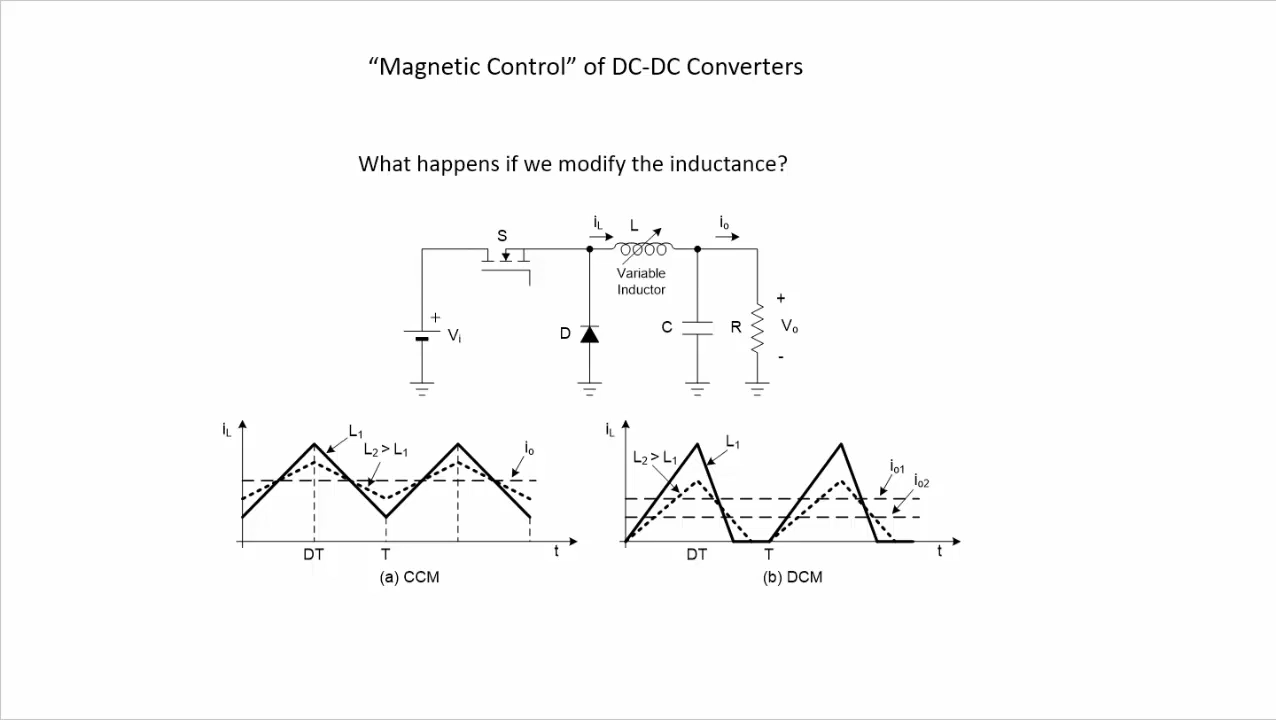 “Magnetic Control” of DC-DC Converters
What happens if we modify the inductance?
S
iL
L
io
Variable
Inductor
+
Vi
D
C
R
+
Vo
-
iL
L1
L2 > L1
io
DT
T
t
(a) CCM
iL
L1
L2 > L1
io1
io2
DT
T
t
(b) DCM